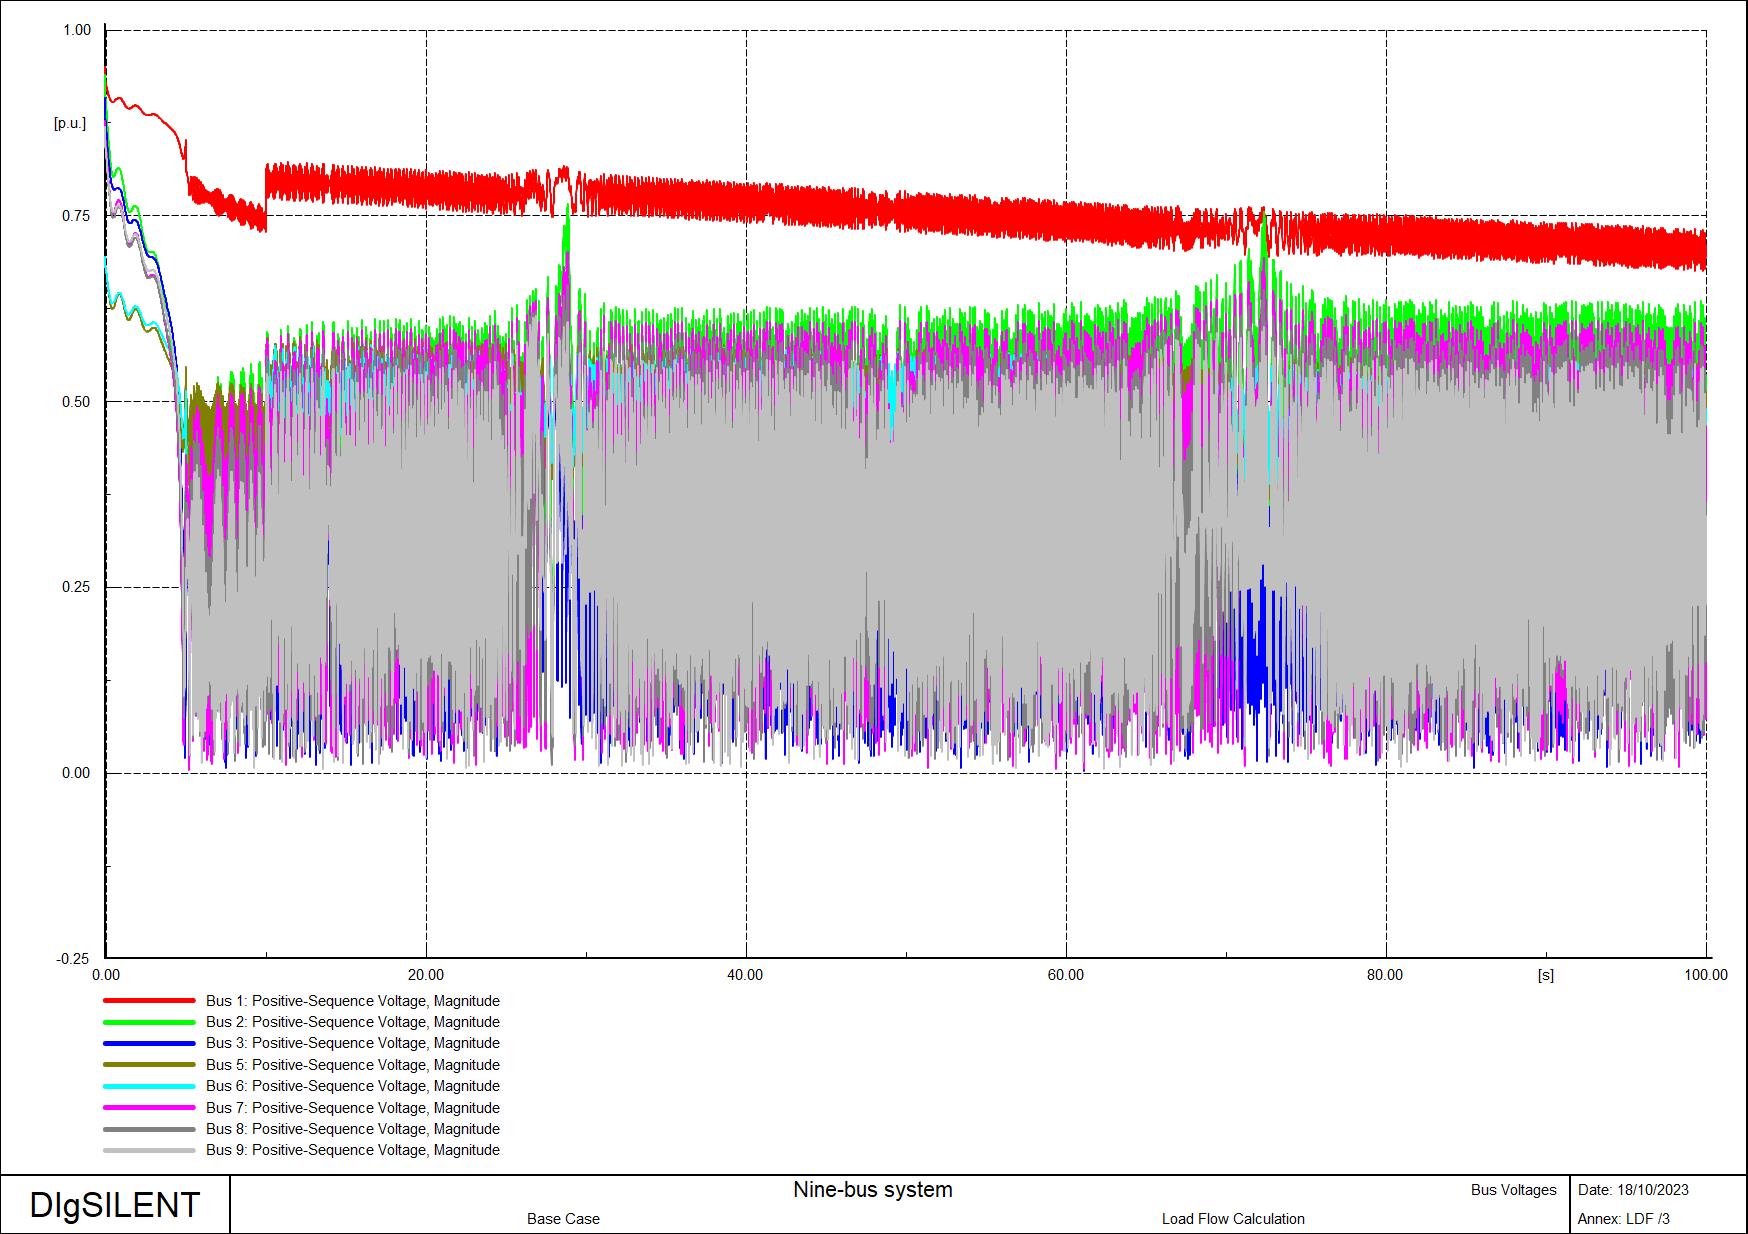 1.00
[p.u.]
0.75
0.50
0.25
0.00
-0.25
0.00 20.00 40.00 60.00 80.00 [s] 100.00
Bus 1: Positive-Sequence Voltage, Magnitude
Bus 2: Positive-Sequence Voltage, Magnitude
Bus 3: Positive-Sequence Voltage, Magnitude
Bus 5: Positive-Sequence Voltage, Magnitude
Bus 6: Positive-Sequence Voltage, Magnitude
Bus 7: Positive-Sequence Voltage, Magnitude
Bus 8: Positive-Sequence Voltage, Magnitude
Bus 9: Positive-Sequence Voltage, Magnitude
DIgSILENT
Nine-bus system
Base Case
Load Flow Calculation
Bus Voltages
Date: 18/10/2023
Annex: LDF /3